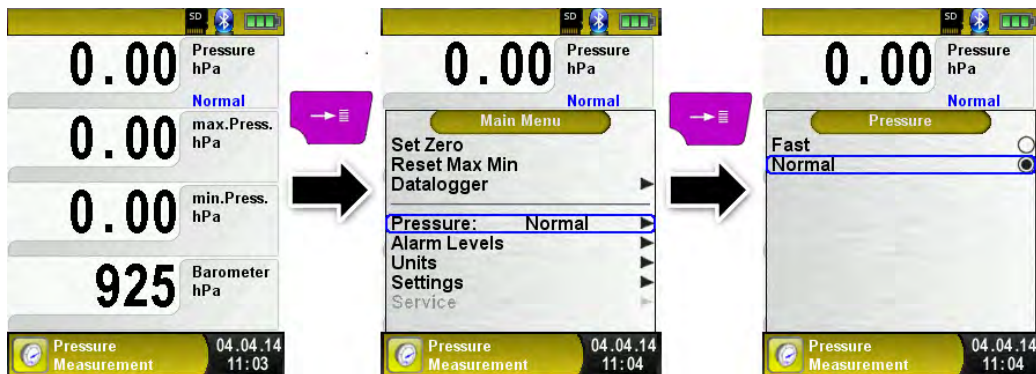 SD
0.00 Pressure
hPa
Normal
0.00 max.Press.
hPa
0.00 min.Press.
hPa
925 Barometer
hPa
Pressure 04.04.14
Measurement 11:03
SD
0.00 Pressure
hPa
Normal
Main Menu
Set Zero
Reset Max Min
Datalogger
Pressure: Normal
Alarm Levels
Units
Settings
Service
Pressure 04.04.14
Measurement 11:04
SD
0.00 Pressure
hPa
Normal
Pressure
Fast
Normal
Pressure 04.04.14
Measurement 11:04